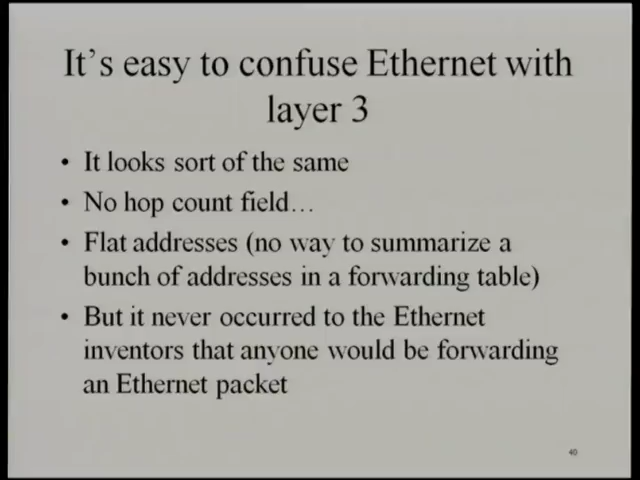 It's easy to confuse Ethernet with
layer 3
• It looks sort of the same
• No hop count field…
• Flat addresses (no way to summarize a
bunch of addresses in a forwarding table)
• But it never occurred to the Ethernet
inventors that anyone would be forwarding
an Ethernet packet
40